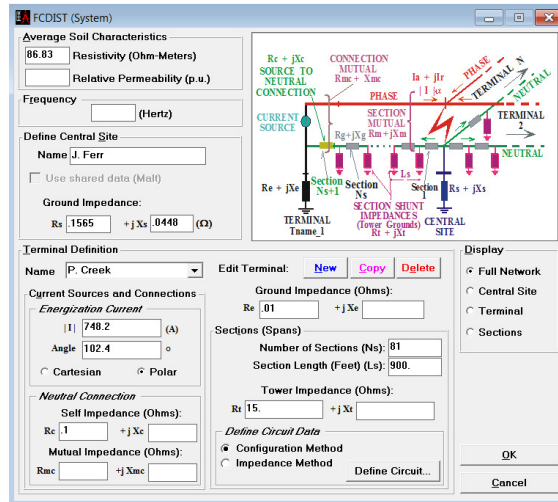 FCDIST (System)
Average Soil Characteristics
86.83 Resistivity (Ohm-Meters)
Relative Permeability (p.u.)
Frequency
(Hertz)
Define Central Site
Name J. Ferr
Use shared data (Malt)
Ground Impedance:
Rs .1565 + j Xs .0448 (Ω)
Rc + jXc
SOURCE TO
NEUTRAL
CONNECTION
CONNECTION
MUTUAL
Rmc + Xmc
Ia + jIr
| I |α
PHASE
TERMINAL N
NEUTRAL
PHASE
CURRENT
SOURCE
SECTION
MUTUAL
Rm + jXm
Rg+jXg
TERMINAL
2
NEUTRAL
Re + jXe
Section
Ns+1
Section
Ns
Ls
Section
1
Rs + jXs
SECTION SHUNT
IMPEDANCES
(Tower Grounds)
Rt + jXt
TERMINAL
Tname_1
CENTRAL
SITE
Terminal Definition
Name P. Creek
Edit Terminal: New Copy Delete
Current Sources and Connections
Energization Current
| I | 748.2 (A)
Angle 102.4 o
Cartesian Polar
Neutral Connection
Self Impedance (Ohms):
Rc .1 + j Xc
Mutual Impedance (Ohms):
Rmc +j Xmc
Ground Impedance (Ohms):
Re .01 +j Xe
Sections (Spans)
Number of Sections (Ns): 81
Section Length (Feet) (Ls): 900.
Tower Impedance (Ohms):
Rt 15. +j Xt
Define Circuit Data
Configuration Method
Impedance Method
Define Circuit...
Display
Full Network
Central Site
Terminal
Sections
OK
Cancel